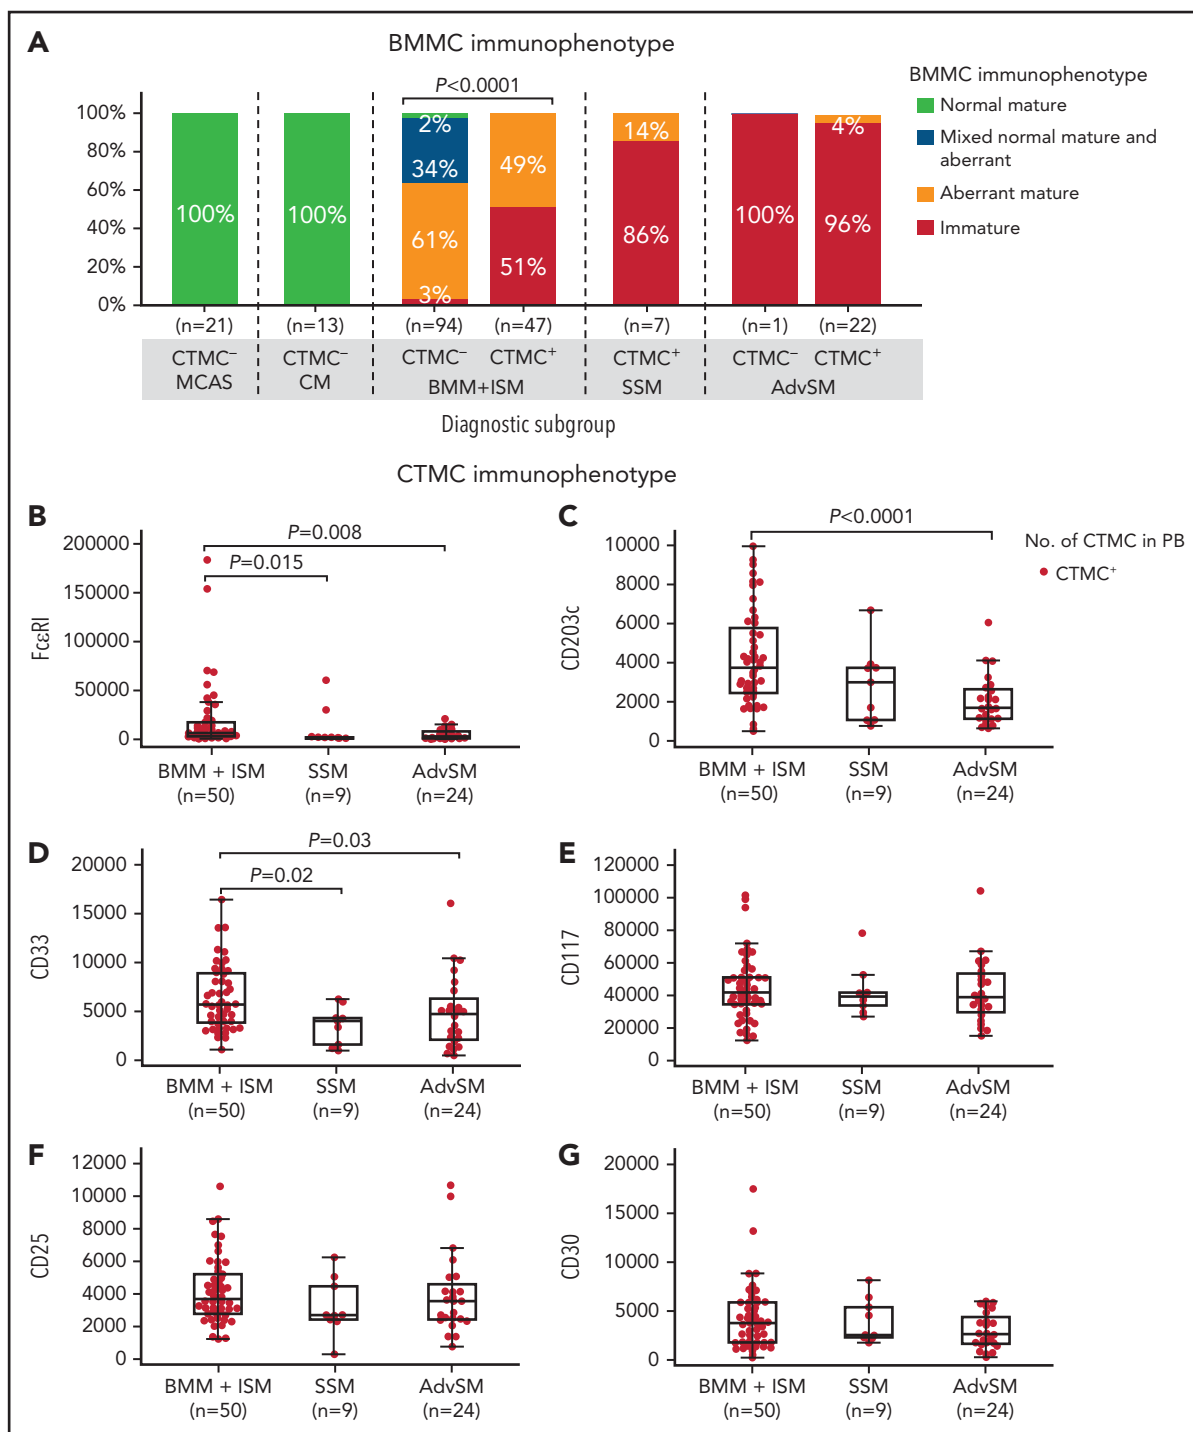 A
BMMC immunophenotype
P<0.0001
100%
80%
60%
40%
20%
0%
100%
100%
2%
34%
61%
3%
49%
51%
14%
86%
100%
4%
96%
BMMC immunophenotype
Normal mature
Mixed normal mature and
aberrant
Aberrant mature
Immature
(n=21)
(n=13)
(n=94)
(n=47)
(n=7)
(n=1)
(n=22)
CTMC⁻
MCAS
CTMC⁻
CM
CTMC⁻
CTMC⁺
BMM+ISM
CTMC⁺
SSM
CTMC⁻
CTMC⁺
AdvSM
Diagnostic subgroup
CTMC immunophenotype
B
P=0.008
P=0.015
FcεRI
200000
150000
100000
50000
0
BMM + ISM
(n=50)
SSM
(n=9)
AdvSM
(n=24)
C
P<0.0001
CD203c
10000
8000
6000
4000
2000
0
BMM + ISM
(n=50)
SSM
(n=9)
AdvSM
(n=24)
No. of CTMC in PB
CTMC⁺
D
P=0.03
P=0.02
CD33
20000
15000
10000
5000
0
BMM + ISM
(n=50)
SSM
(n=9)
AdvSM
(n=24)
E
CD117
120000
100000
80000
60000
40000
20000
0
BMM + ISM
(n=50)
SSM
(n=9)
AdvSM
(n=24)
F
CD25
12000
10000
8000
6000
4000
2000
0
BMM + ISM
(n=50)
SSM
(n=9)
AdvSM
(n=24)
G
CD30
20000
15000
10000
5000
0
BMM + ISM
(n=50)
SSM
(n=9)
AdvSM
(n=24)